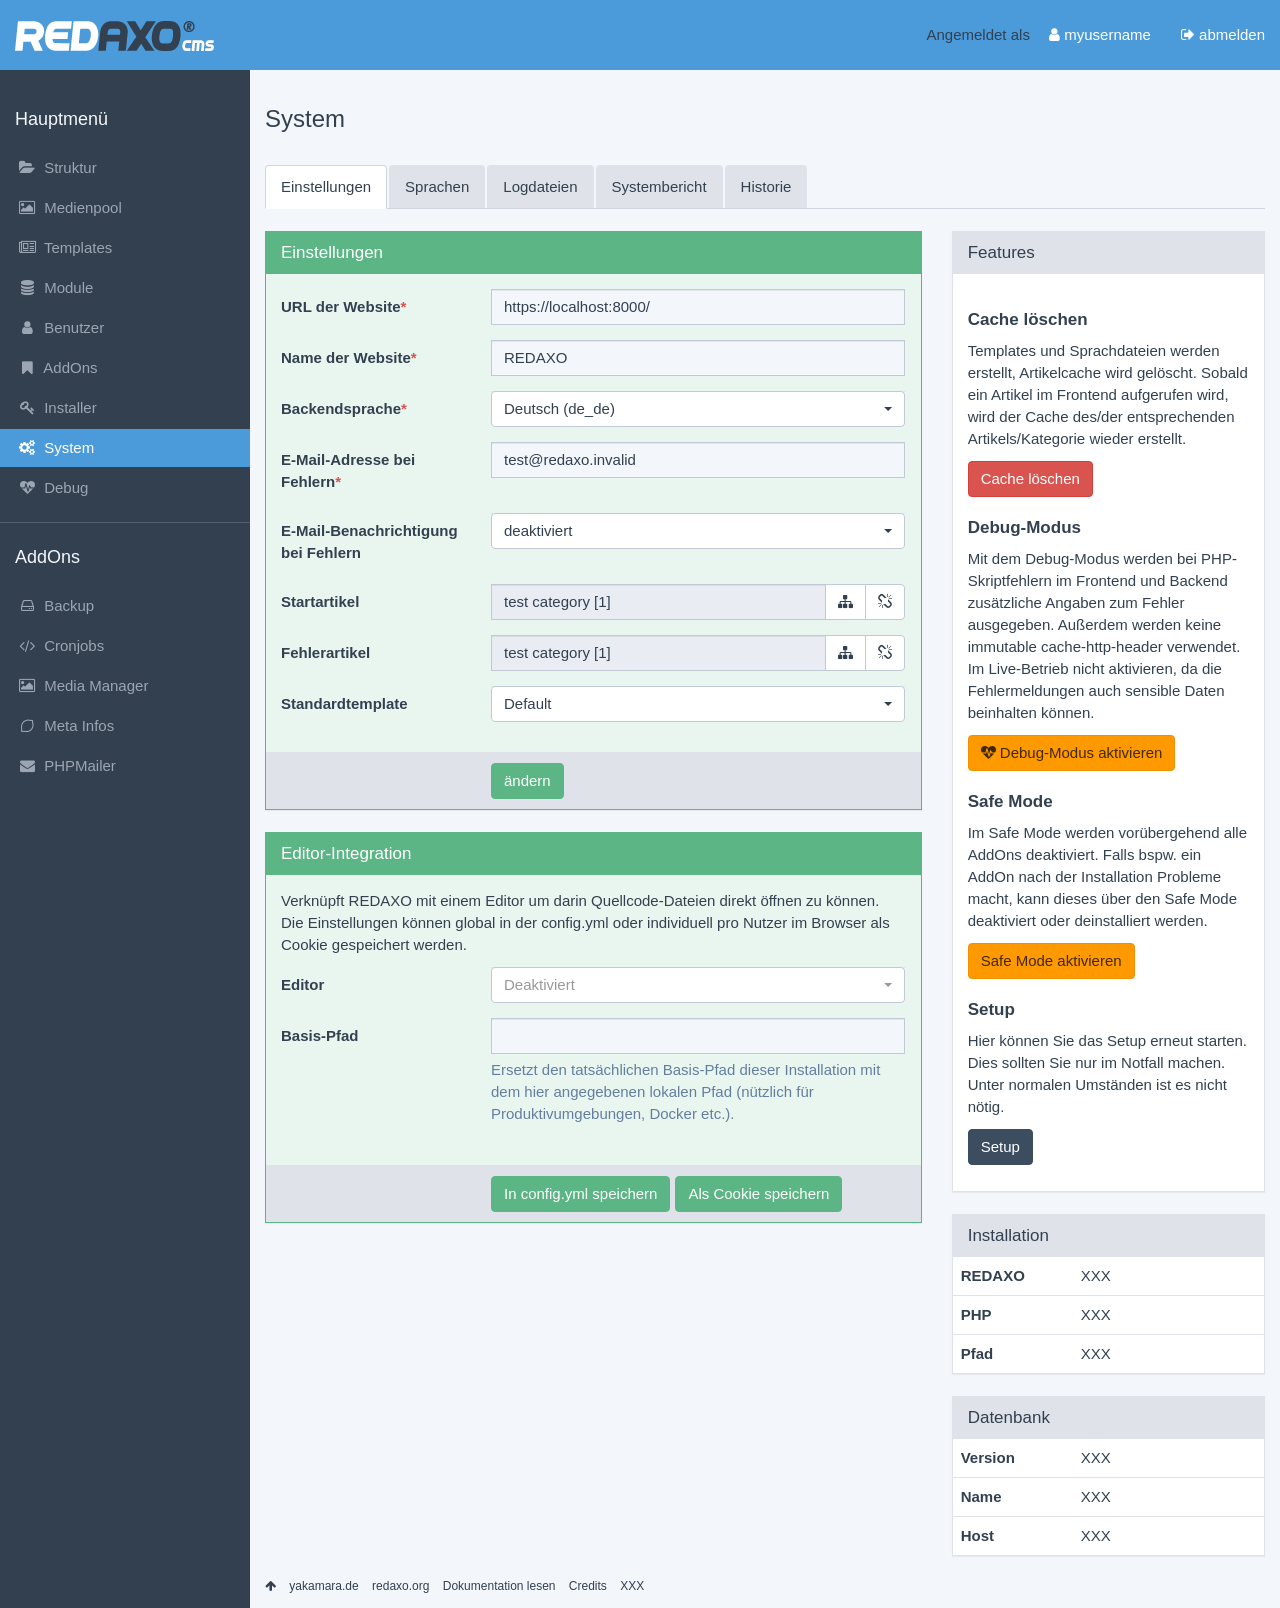 REDAXO® cms
Angemeldet als myusername abmelden
Hauptmenü
Struktur
Medienpool
Templates
Module
Benutzer
AddOns
Installer
System
Debug
AddOns
Backup
Cronjobs
Media Manager
Meta Infos
PHPMailer
System
Einstellungen Sprachen Logdateien Systembericht Historie
Einstellungen
URL der Website* https://localhost:8000/
Name der Website* REDAXO
Backendsprache* Deutsch (de_de)
E-Mail-Adresse bei
Fehlern*
test@redaxo.invalid
E-Mail-Benachrichtigung
bei Fehlern
deaktiviert
Startartikel test category [1]
Fehlerartikel test category [1]
Standardtemplate Default
ändern
Editor-Integration
Verknüpft REDAXO mit einem Editor um darin Quellcode-Dateien direkt öffnen zu können.
Die Einstellungen können global in der config.yml oder individuell pro Nutzer im Browser als
Cookie gespeichert werden.
Editor Deaktiviert
Basis-Pfad
Ersetzt den tatsächlichen Basis-Pfad dieser Installation mit
dem hier angegebenen lokalen Pfad (nützlich für
Produktivumgebungen, Docker etc.).
In config.yml speichern Als Cookie speichern
Features
Cache löschen
Templates und Sprachdateien werden
erstellt, Artikelcache wird gelöscht. Sobald
ein Artikel im Frontend aufgerufen wird,
wird der Cache des/der entsprechenden
Artikels/Kategorie wieder erstellt.
Cache löschen
Debug-Modus
Mit dem Debug-Modus werden bei PHP-
Skriptfehlern im Frontend und Backend
zusätzliche Angaben zum Fehler
ausgegeben. Außerdem werden keine
immutable cache-http-header verwendet.
Im Live-Betrieb nicht aktivieren, da die
Fehlermeldungen auch sensible Daten
beinhalten können.
Debug-Modus aktivieren
Safe Mode
Im Safe Mode werden vorübergehend alle
AddOns deaktiviert. Falls bspw. ein
AddOn nach der Installation Probleme
macht, kann dieses über den Safe Mode
deaktiviert oder deinstalliert werden.
Safe Mode aktivieren
Setup
Hier können Sie das Setup erneut starten.
Dies sollten Sie nur im Notfall machen.
Unter normalen Umständen ist es nicht
nötig.
Setup
Installation
REDAXO XXX
PHP XXX
Pfad XXX
Datenbank
Version XXX
Name XXX
Host XXX
yakamara.de redaxo.org Dokumentation lesen Credits XXX